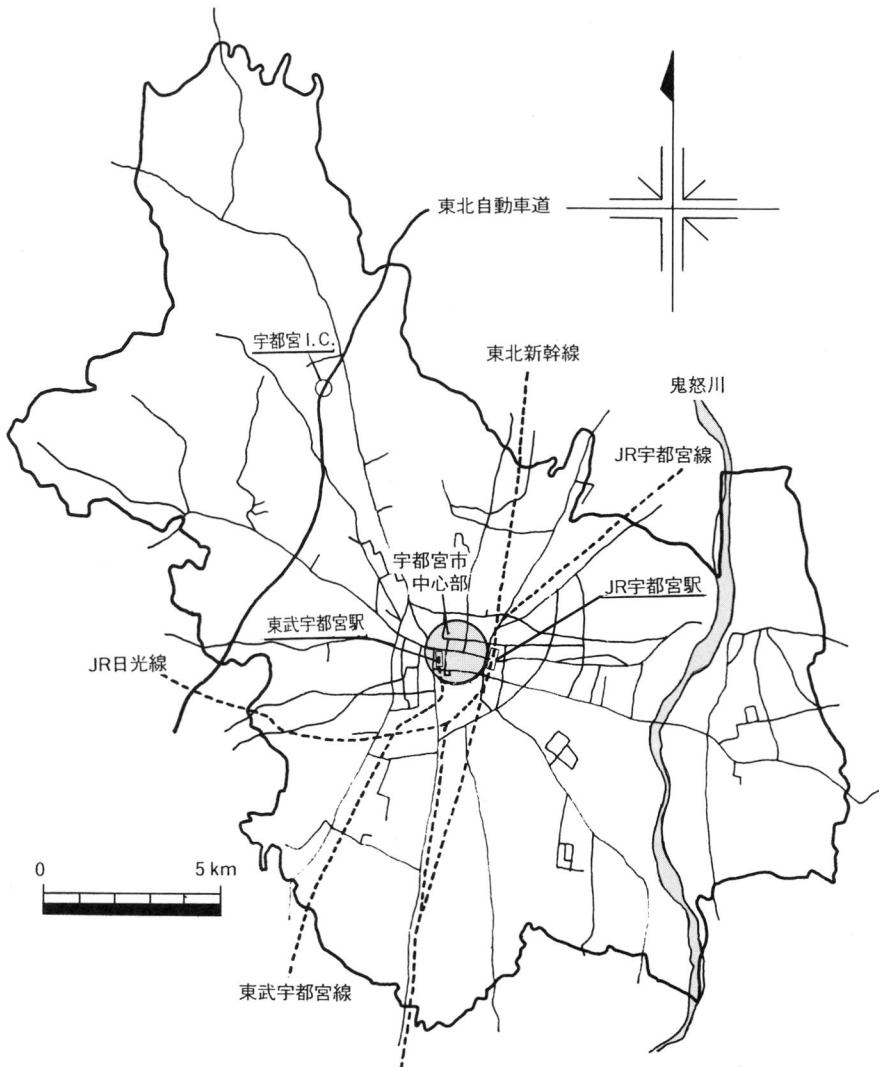 東北自動車道
宇都宮I.C.
東北新幹線
鬼怒川
JR宇都宮線
宇都宮市
中心部
JR宇都宮駅
東武宇都宮駅
JR日光線
0 5 km
東武宇都宮線